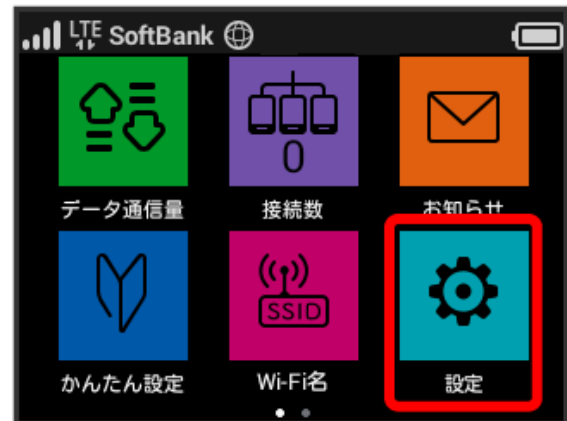 LTE SoftBank
0
データ通信量 接続数 お知らせ
SSID
かんたん設定 Wi-Fi名 設定